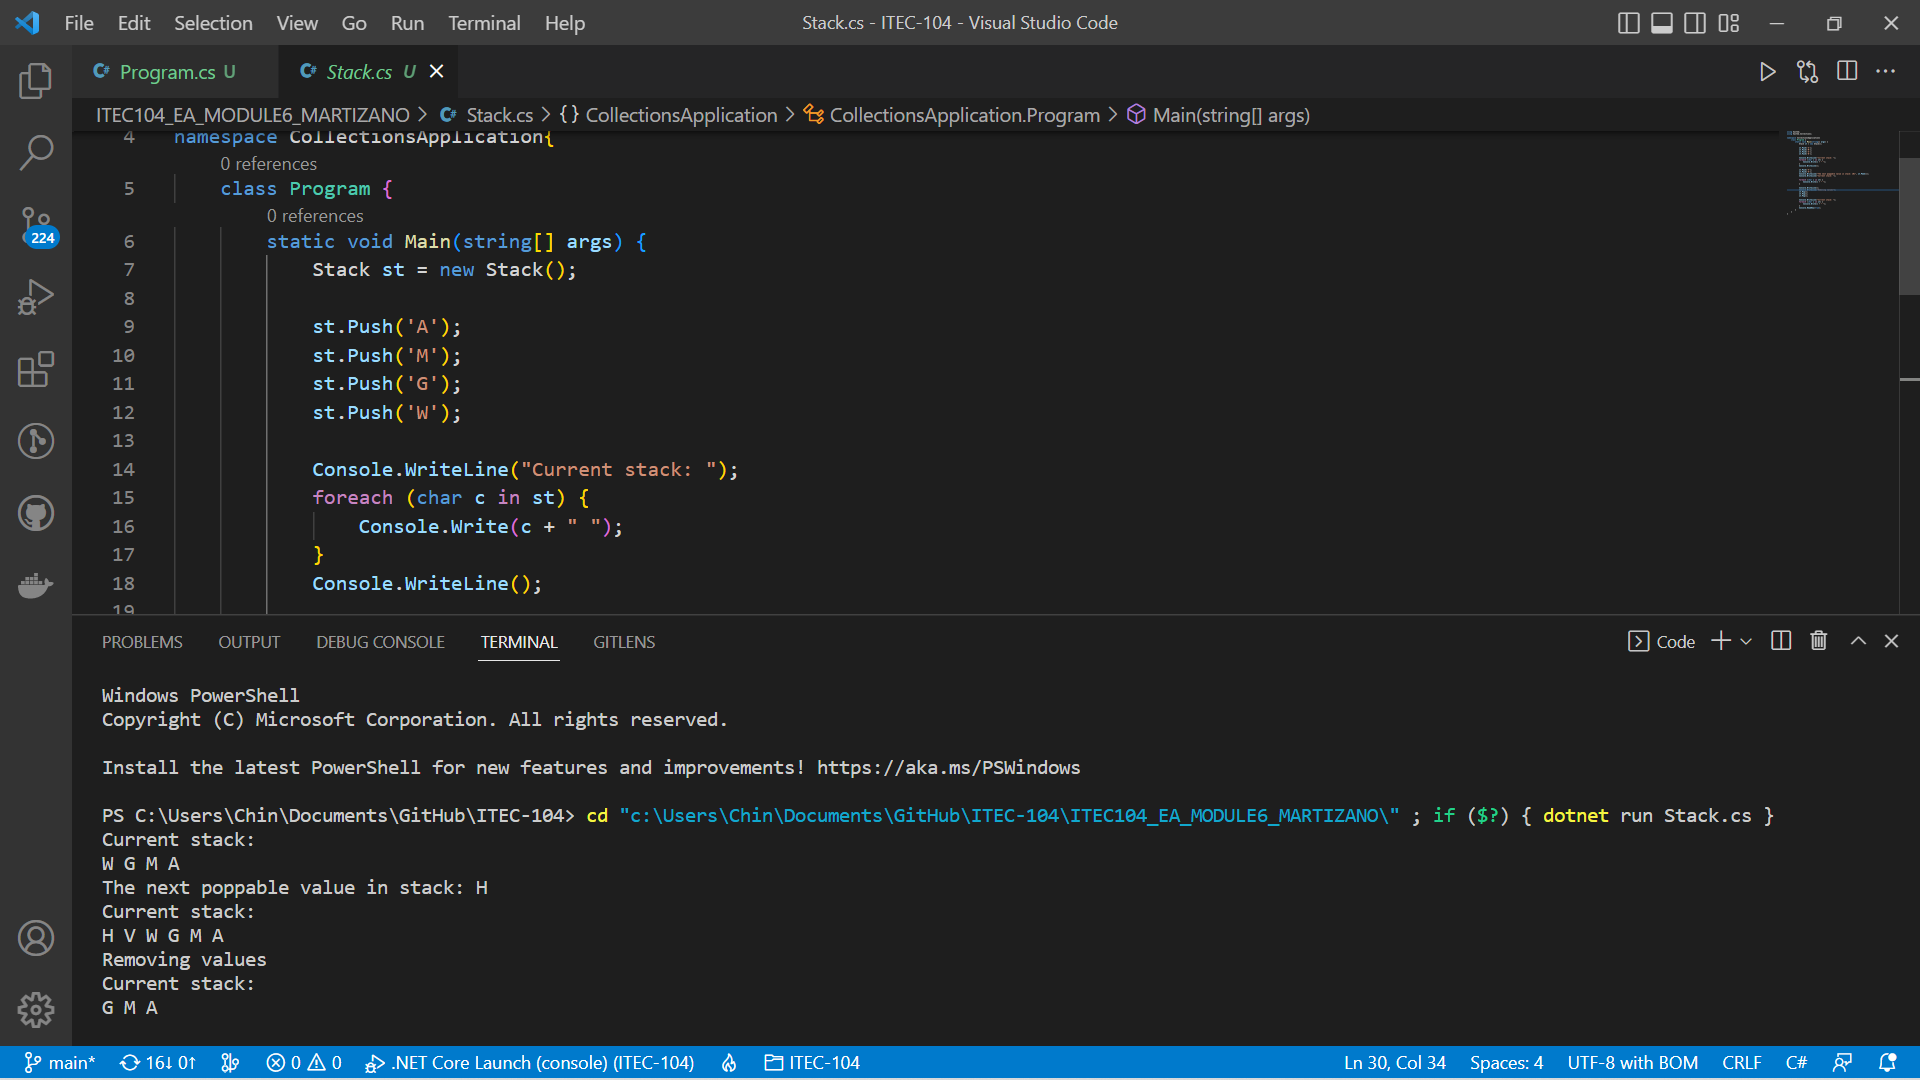 File Edit Selection View Go Run Terminal Help
Stack.cs - ITEC-104 - Visual Studio Code
Program.cs U
Stack.cs U
ITEC104_EA_MODULE6_MARTIZANO > Stack.cs > {} CollectionsApplication > CollectionsApplication.Program > Main(string[] args)
4 namespace CollectionsApplication{
0 references
5 class Program {
0 references
6 static void Main(string[] args) {
7 Stack st = new Stack();
8
9 st.Push('A');
10 st.Push('M');
11 st.Push('G');
12 st.Push('W');
13
14 Console.WriteLine("Current stack: ");
15 foreach (char c in st) {
16 Console.Write(c + " ");
17 }
18 Console.WriteLine();
19
224
PROBLEMS OUTPUT DEBUG CONSOLE TERMINAL GITLENS
Code
Windows PowerShell
Copyright (C) Microsoft Corporation. All rights reserved.
Install the latest PowerShell for new features and improvements! https://aka.ms/PSWindows
PS C:\Users\Chin\Documents\GitHub\ITEC-104> cd "c:\Users\Chin\Documents\GitHub\ITEC-104\ITEC104_EA_MODULE6_MARTIZANO\" ; if ($?) { dotnet run Stack.cs }
Current stack:
W G M A
The next poppable value in stack: H
Current stack:
H V W G M A
Removing values
Current stack:
G M A
main* 16↓ 0↑ 0 0 .NET Core Launch (console) (ITEC-104) ITEC-104
Ln 30, Col 34 Spaces: 4 UTF-8 with BOM CRLF C#